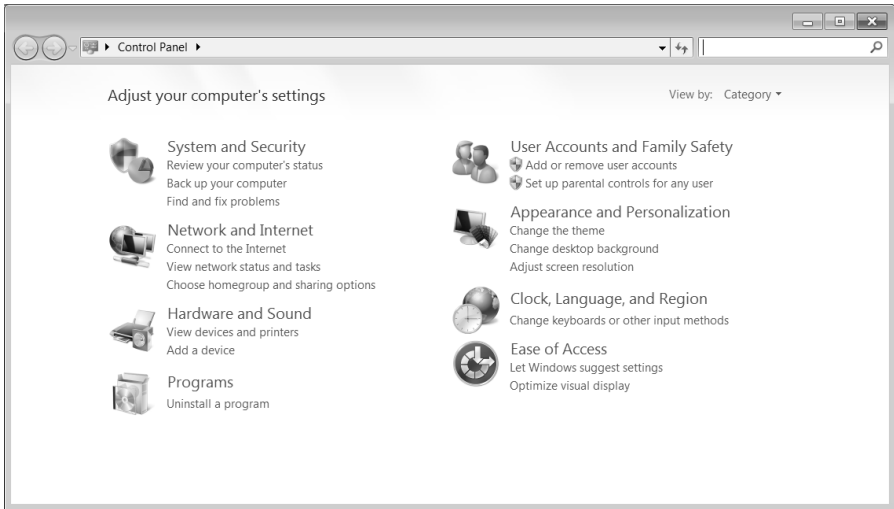 Control Panel
Adjust your computer's settings
View by: Category
System and Security
Review your computer's status
Back up your computer
Find and fix problems
Network and Internet
Connect to the Internet
View network status and tasks
Choose homegroup and sharing options
Hardware and Sound
View devices and printers
Add a device
Programs
Uninstall a program
User Accounts and Family Safety
Add or remove user accounts
Set up parental controls for any user
Appearance and Personalization
Change the theme
Change desktop background
Adjust screen resolution
Clock, Language, and Region
Change keyboards or other input methods
Ease of Access
Let Windows suggest settings
Optimize visual display